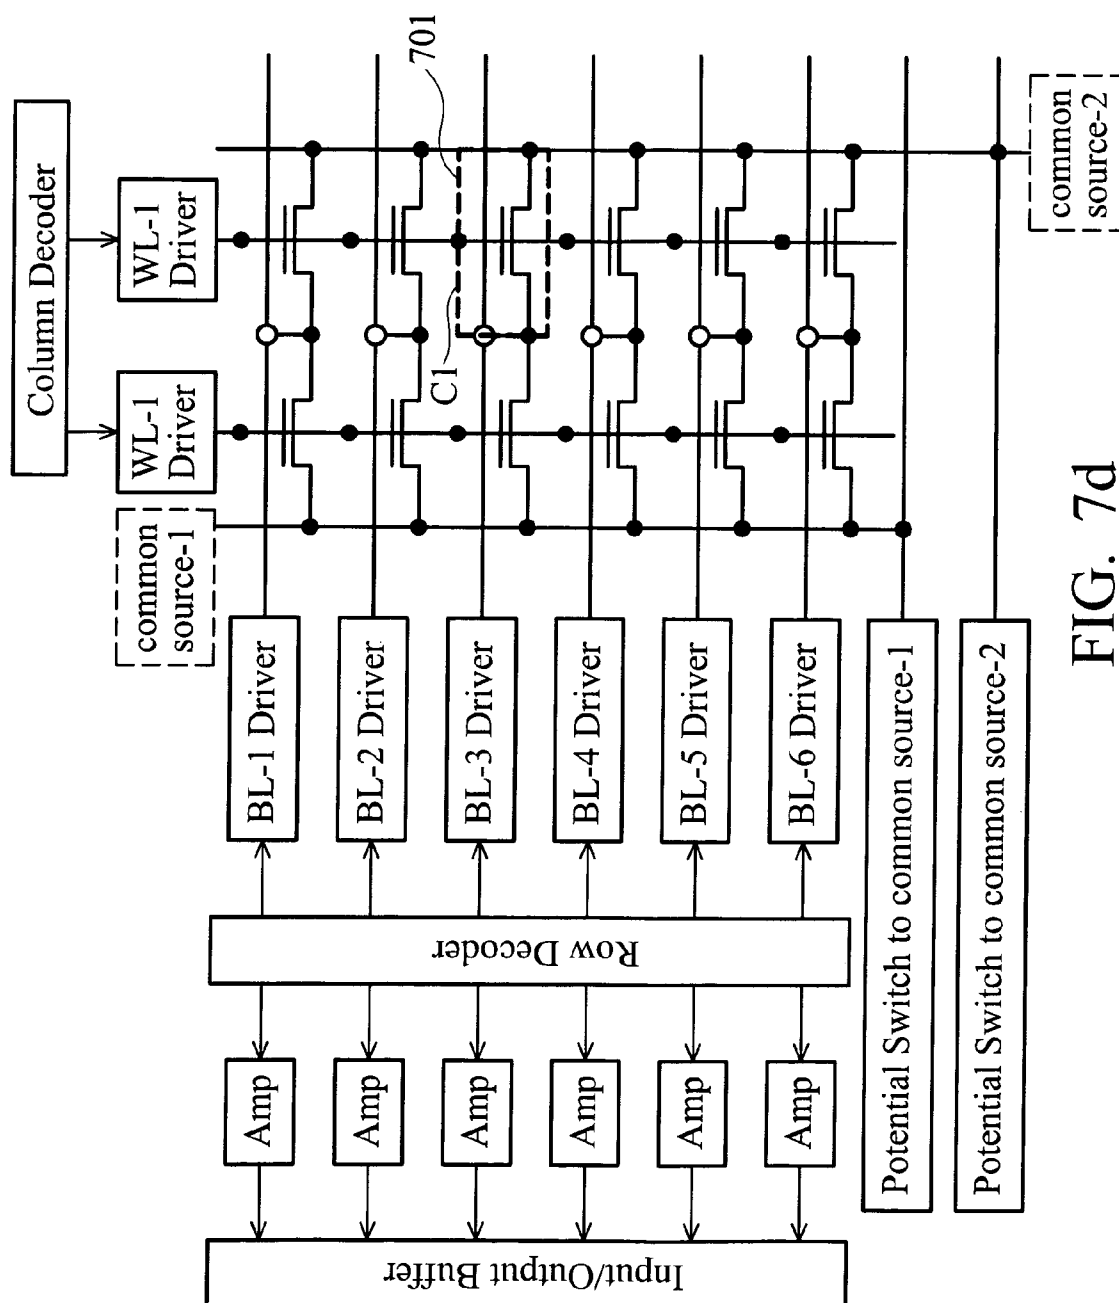 Column Decoder
WL-1
Driver
WL-1
Driver
common
source-1
701
C1
BL-1 Driver
BL-2 Driver
BL-3 Driver
BL-4 Driver
BL-5 Driver
BL-6 Driver
Row Decoder
Amp
Amp
Amp
Amp
Amp
Amp
Input/Output Buffer
Potential Switch to common source-1
Potential Switch to common source-2
common
source-2
FIG. 7d